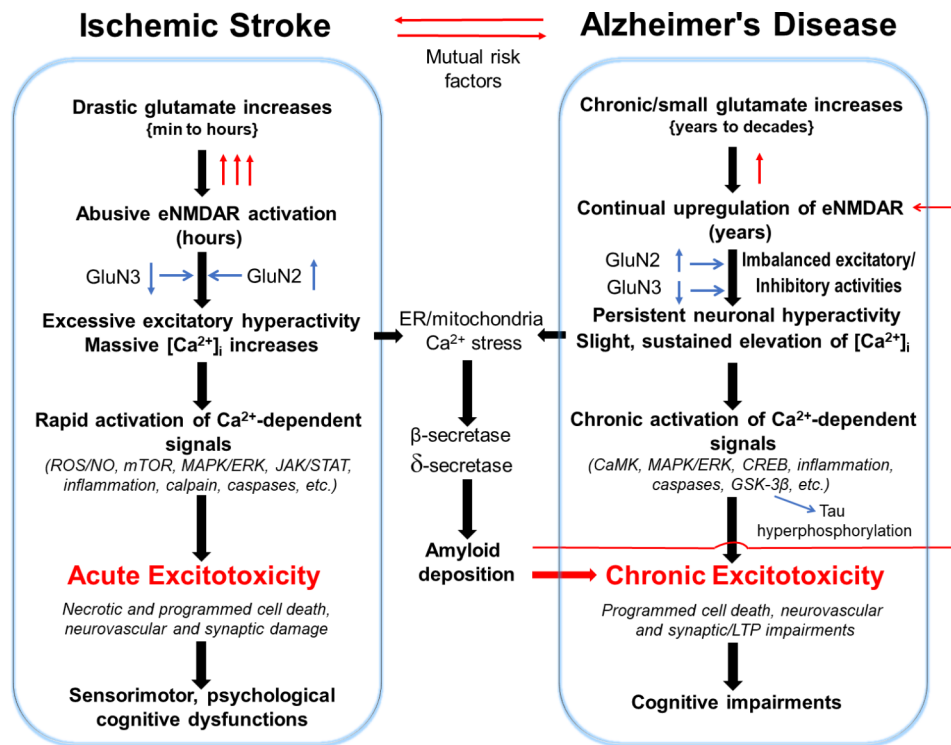 Ischemic Stroke
Alzheimer's Disease
Mutual risk
factors
Drastic glutamate increases
{min to hours}
Abusive eNMDAR activation
(hours)
GluN3
GluN2
Excessive excitatory hyperactivity
Massive [Ca²⁺]ᵢ increases
Rapid activation of Ca²⁺-dependent
signals
(ROS/NO, mTOR, MAPK/ERK, JAK/STAT,
inflammation, calpain, caspases, etc.)
Acute Excitotoxicity
Necrotic and programmed cell death,
neurovascular and synaptic damage
Sensorimotor, psychological
cognitive dysfunctions
ER/mitochondria
Ca²⁺ stress
β-secretase
δ-secretase
Amyloid
deposition
Chronic/small glutamate increases
{years to decades}
Continual upregulation of eNMDAR
(years)
GluN2
GluN3
Imbalanced excitatory/
Inhibitory activities
Persistent neuronal hyperactivity
Slight, sustained elevation of [Ca²⁺]ᵢ
Chronic activation of Ca²⁺-dependent
signals
(CaMK, MAPK/ERK, CREB, inflammation,
caspases, GSK-3β, etc.)
Tau
hyperphosphorylation
Chronic Excitotoxicity
Programmed cell death, neurovascular
and synaptic/LTP impairments
Cognitive impairments